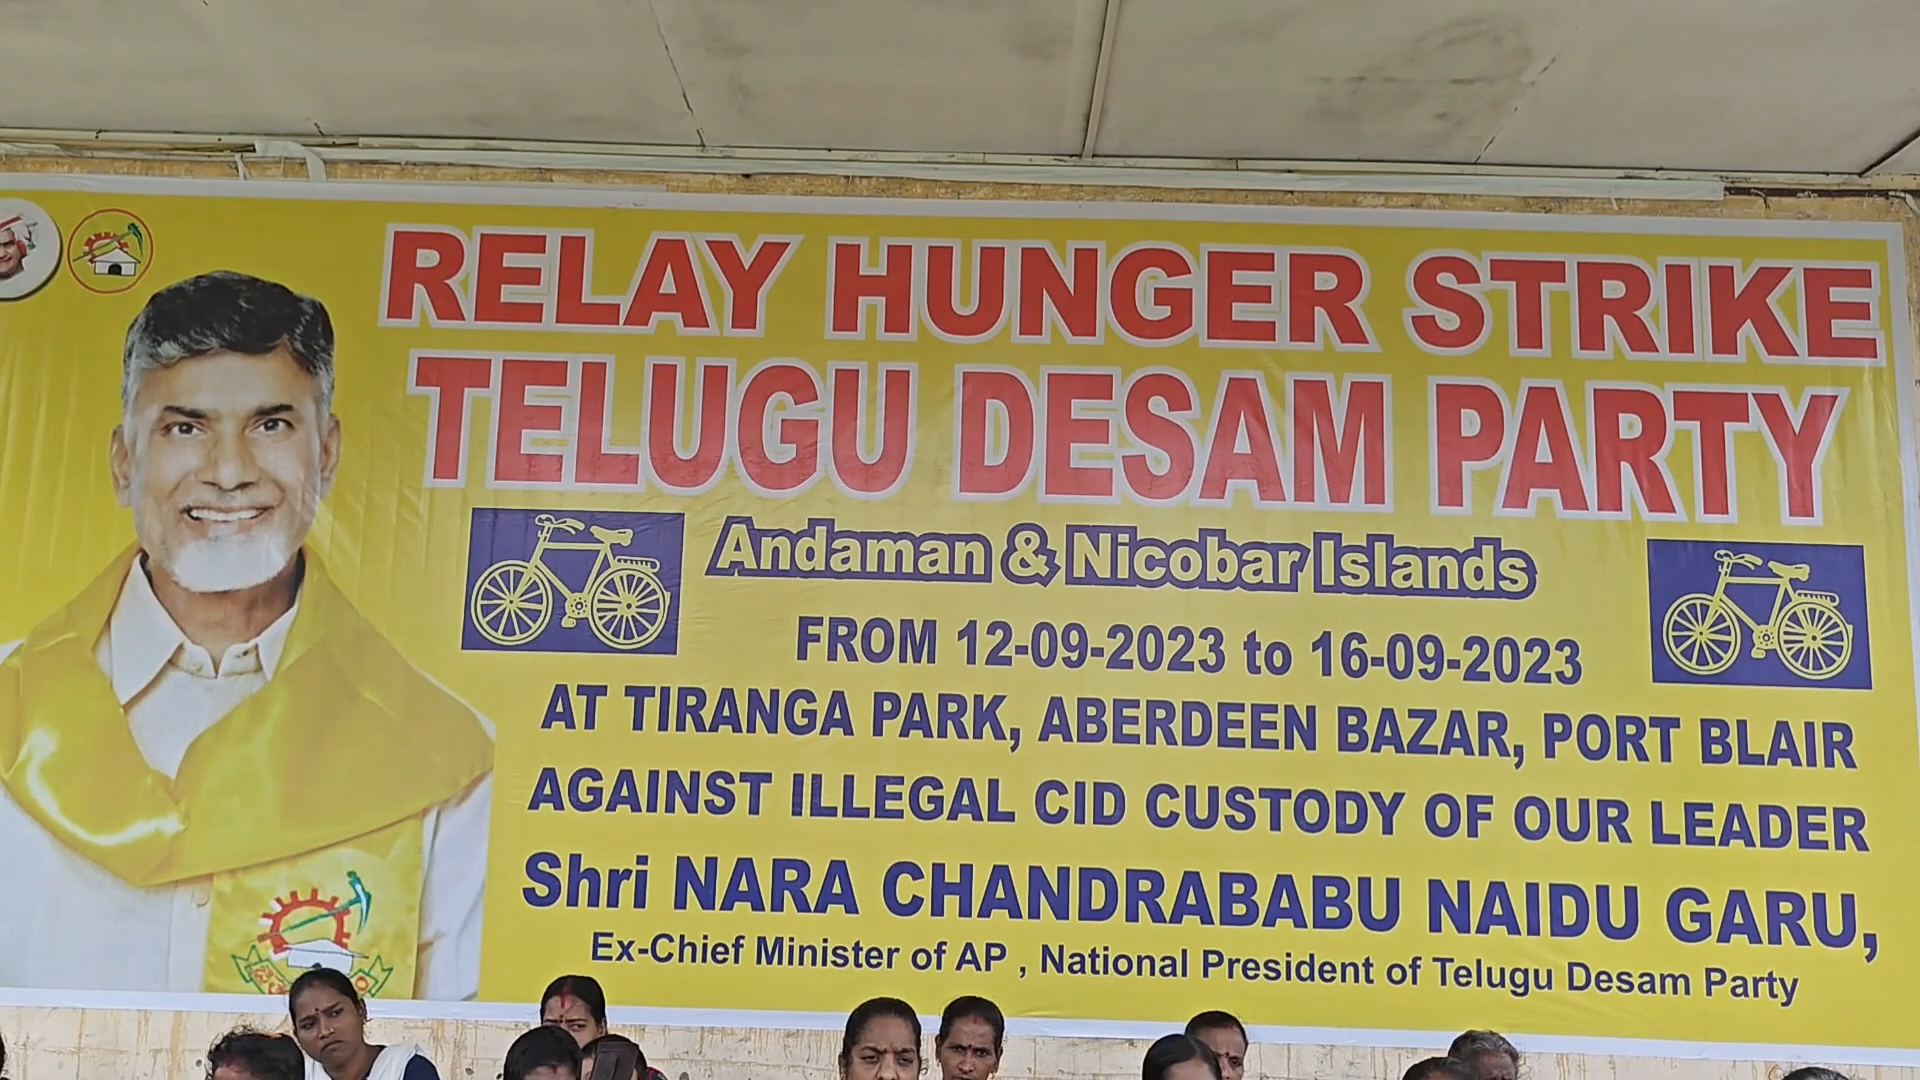 RELAY HUNGER STRIKE
TELUGU DESAM PARTY
Andaman & Nicobar Islands
FROM 12-09-2023 to 16-09-2023
AT TIRANGA PARK, ABERDEEN BAZAR, PORT BLAIR
AGAINST ILLEGAL CID CUSTODY OF OUR LEADER
Shri NARA CHANDRABABU NAIDU GARU,
Ex-Chief Minister of AP , National President of Telugu Desam Party